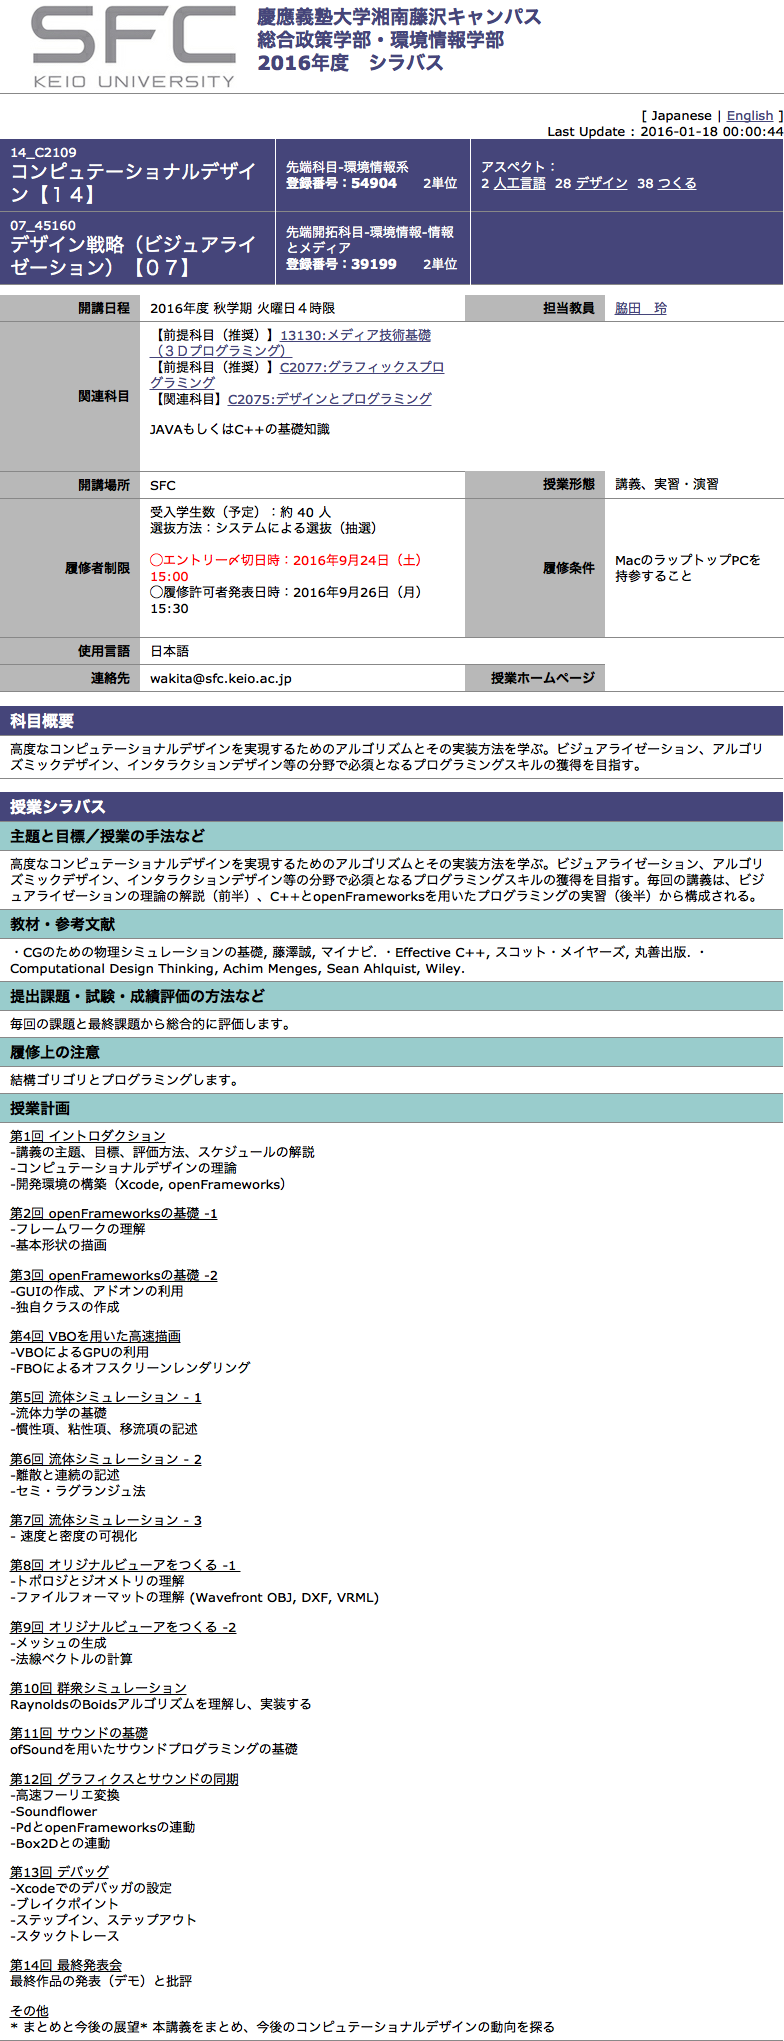 SFC
KEIO UNIVERSITY
慶應義塾大学湘南藤沢キャンパス
総合政策学部・環境情報学部
2016年度　シラバス
[ Japanese | English ]
Last Update : 2016-01-18 00:00:44
14_C2109
コンピュテーショナルデザイ
ン【１４】
先端科目-環境情報系
登録番号：54904　2単位
アスペクト：
2 人工言語 28 デザイン 38 つくる
07_45160
デザイン戦略（ビジュアライ
ゼーション）【０７】
先端開拓科目-環境情報-情報
とメディア
登録番号：39199　2単位
開講日程
2016年度 秋学期 火曜日４時限
担当教員
脇田　玲
関連科目
【前提科目（推奨）】13130:メディア技術基礎
（３Ｄプログラミング）
【前提科目（推奨）】C2077:グラフィックスプロ
グラミング
【関連科目】C2075:デザインとプログラミング
JAVAもしくはC++の基礎知識
開講場所
SFC
授業形態
講義、実習・演習
履修者制限
受入学生数（予定）：約 40 人
選抜方法：システムによる選抜（抽選）
◯エントリー〆切日時：2016年9月24日（土）
15:00
◯履修許可者発表日時：2016年9月26日（月）
15:30
履修条件
MacのラップトップPCを
持参すること
使用言語
日本語
連絡先
wakita@sfc.keio.ac.jp
授業ホームページ
科目概要
高度なコンピュテーショナルデザインを実現するためのアルゴリズムとその実装方法を学ぶ。ビジュアライゼーション、アルゴリ
ズミックデザイン、インタラクションデザイン等の分野で必須となるプログラミングスキルの獲得を目指す。
授業シラバス
主題と目標／授業の手法など
高度なコンピュテーショナルデザインを実現するためのアルゴリズムとその実装方法を学ぶ。ビジュアライゼーション、アルゴリ
ズミックデザイン、インタラクションデザイン等の分野で必須となるプログラミングスキルの獲得を目指す。毎回の講義は、ビジ
ュアライゼーションの理論の解説（前半）、C++とopenFrameworksを用いたプログラミングの実習（後半）から構成される。
教材・参考文献
・CGのための物理シミュレーションの基礎, 藤澤誠, マイナビ. ・Effective C++, スコット・メイヤーズ, 丸善出版. ・
Computational Design Thinking, Achim Menges, Sean Ahlquist, Wiley.
提出課題・試験・成績評価の方法など
毎回の課題と最終課題から総合的に評価します。
履修上の注意
結構ゴリゴリとプログラミングします。
授業計画
第1回 イントロダクション
-講義の主題、目標、評価方法、スケジュールの解説
-コンピュテーショナルデザインの理論
-開発環境の構築（Xcode, openFrameworks）
第2回 openFrameworksの基礎 -1
-フレームワークの理解
-基本形状の描画
第3回 openFrameworksの基礎 -2
-GUIの作成、アドオンの利用
-独自クラスの作成
第4回 VBOを用いた高速描画
-VBOによるGPUの利用
-FBOによるオフスクリーンレンダリング
第5回 流体シミュレーション - 1
-流体力学の基礎
-慣性項、粘性項、移流項の記述
第6回 流体シミュレーション - 2
-離散と連続の記述
-セミ・ラグランジュ法
第7回 流体シミュレーション - 3
- 速度と密度の可視化
第8回 オリジナルビューアをつくる -1
-トポロジとジオメトリの理解
-ファイルフォーマットの理解 (Wavefront OBJ, DXF, VRML)
第9回 オリジナルビューアをつくる -2
-メッシュの生成
-法線ベクトルの計算
第10回 群衆シミュレーション
RaynoldsのBoidsアルゴリズムを理解し、実装する
第11回 サウンドの基礎
ofSoundを用いたサウンドプログラミングの基礎
第12回 グラフィクスとサウンドの同期
-高速フーリエ変換
-Soundflower
-PdとopenFrameworksの連動
-Box2Dとの連動
第13回 デバッグ
-Xcodeでのデバッガの設定
-ブレイクポイント
-ステップイン、ステップアウト
-スタックトレース
第14回 最終発表会
最終作品の発表（デモ）と批評
その他
* まとめと今後の展望* 本講義をまとめ、今後のコンピュテーショナルデザインの動向を探る